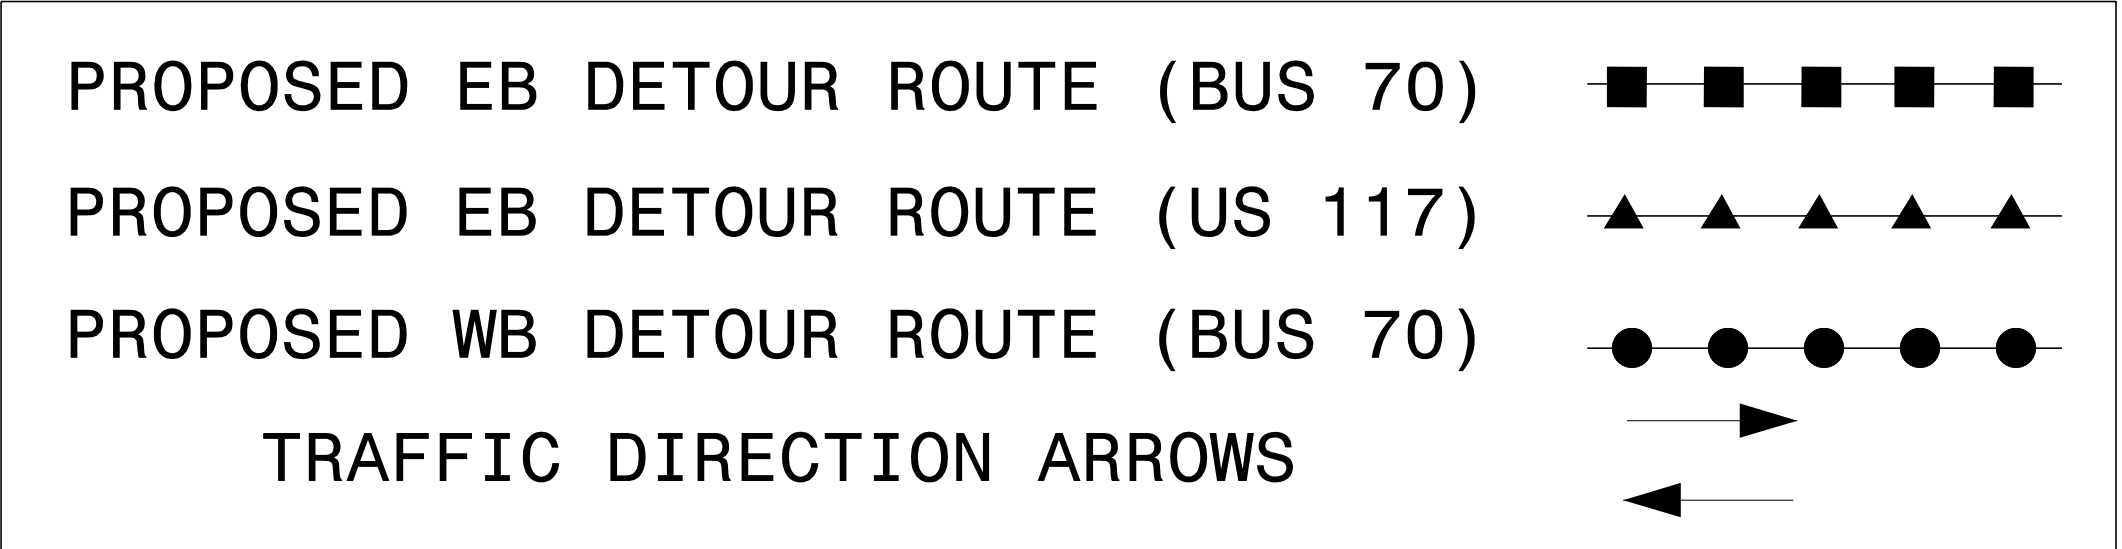 PROPOSED EB DETOUR ROUTE (BUS 70)
PROPOSED EB DETOUR ROUTE (US 117)
PROPOSED WB DETOUR ROUTE (BUS 70)
TRAFFIC DIRECTION ARROWS